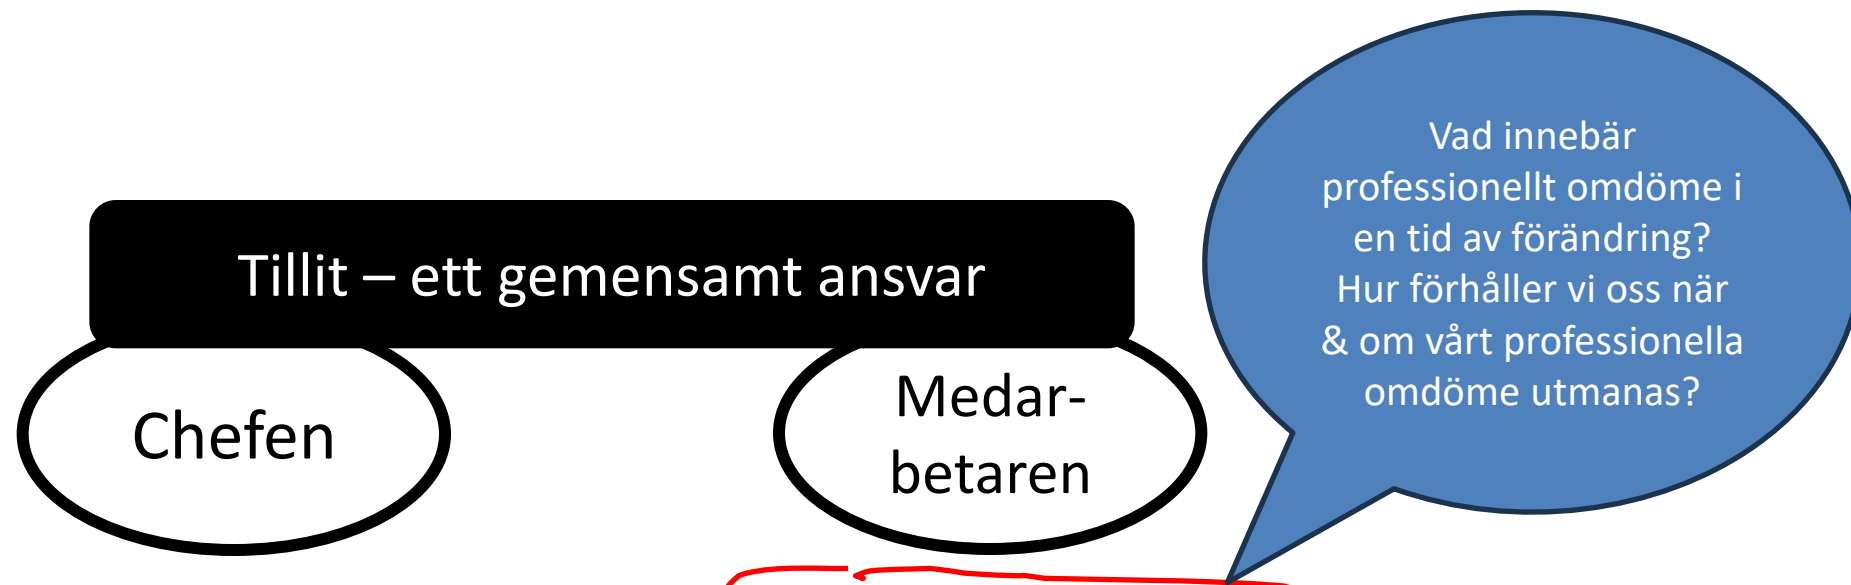 Tillit – ett gemensamt ansvar
Chefen
Medar-
betaren
Vad innebär
professionellt omdöme i
en tid av förändring?
Hur förhåller vi oss när
& om vårt professionella
omdöme utmanas?